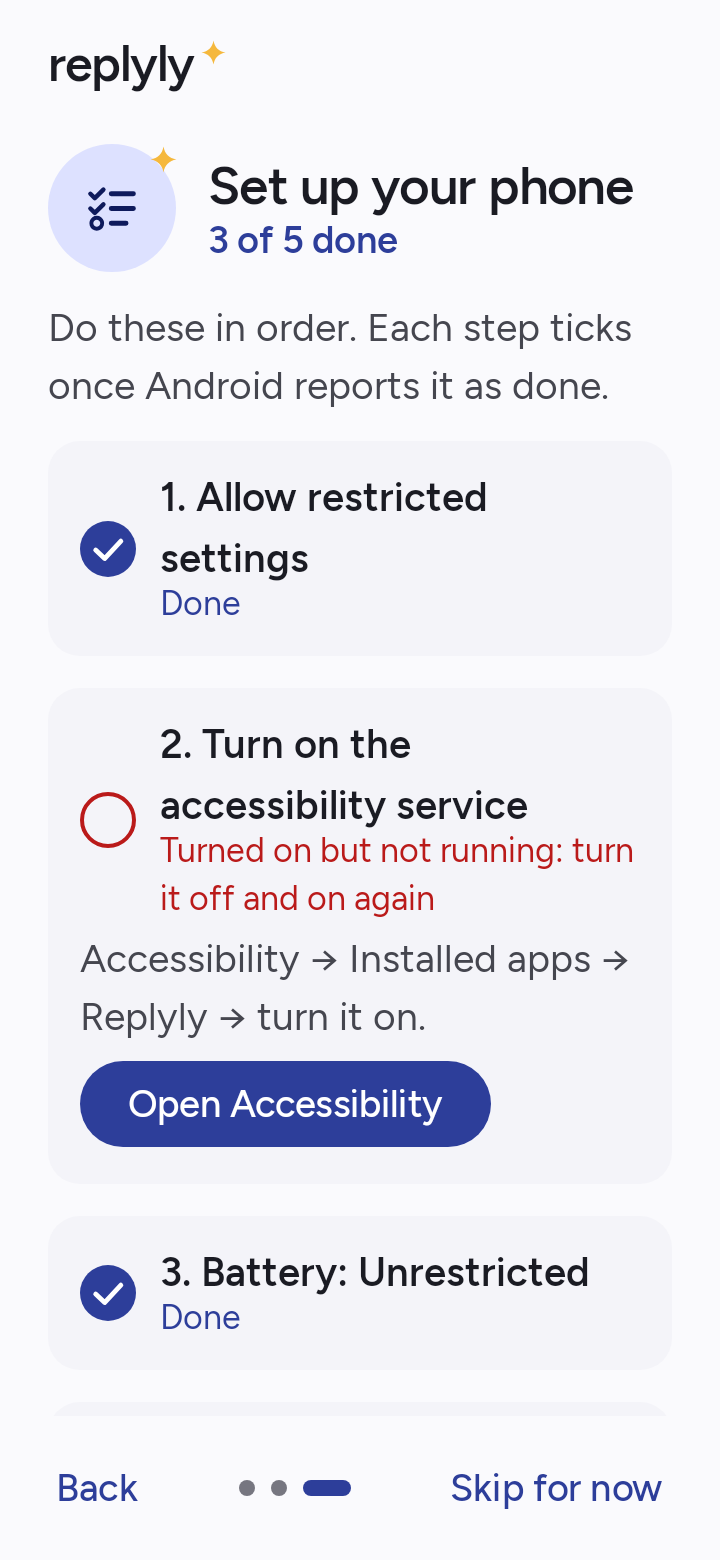 replyly
Set up your phone
3 of 5 done
Do these in order. Each step ticks
once Android reports it as done.
1. Allow restricted
settings
Done
2. Turn on the
accessibility service
Turned on but not running: turn
it off and on again
Accessibility → Installed apps →
Replyly → turn it on.
Open Accessibility
3. Battery: Unrestricted
Done
Back
Skip for now